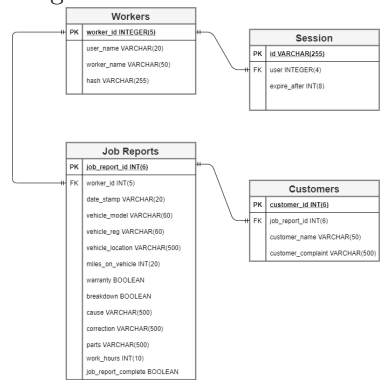 Workers
PK worker_id INTEGER(5)
user_name VARCHAR(20)
worker_name VARCHAR(50)
hash VARCHAR(255)
Session
PK id VARCHAR(255)
FK user INTEGER(4)
expire_after INT(8)
Job Reports
PK job_report_id INT(6)
FK worker_id INT(5)
date_stamp VARCHAR(20)
vehicle_model VARCHAR(60)
vehicle_reg VARCHAR(60)
vehicle_location VARCHAR(500)
miles_on_vehicle INT(20)
warranty BOOLEAN
breakdown BOOLEAN
cause VARCHAR(500)
correction VARCHAR(500)
parts VARCHAR(500)
work_hours INT(10)
job_report_complete BOOLEAN
Customers
PK customer_id INT(6)
FK job_report_id INT(6)
customer_name VARCHAR(50)
customer_complaint VARCHAR(500)